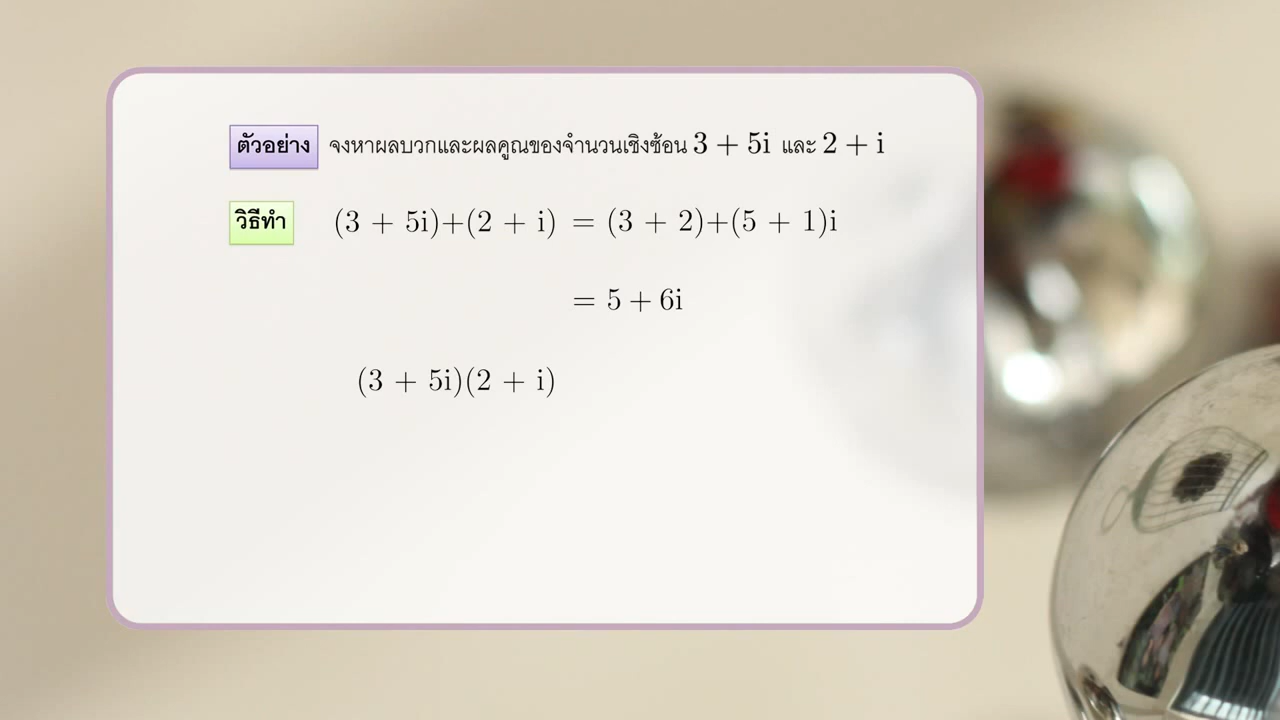 ตัวอย่าง จงหาผลบวกและผลคูณของจำนวนเชิงซ้อน 3 + 5i และ 2 + i
วิธีทำ (3 + 5i)+(2 + i) = (3 + 2)+(5 + 1)i
= 5 + 6i
(3 + 5i)(2 + i)